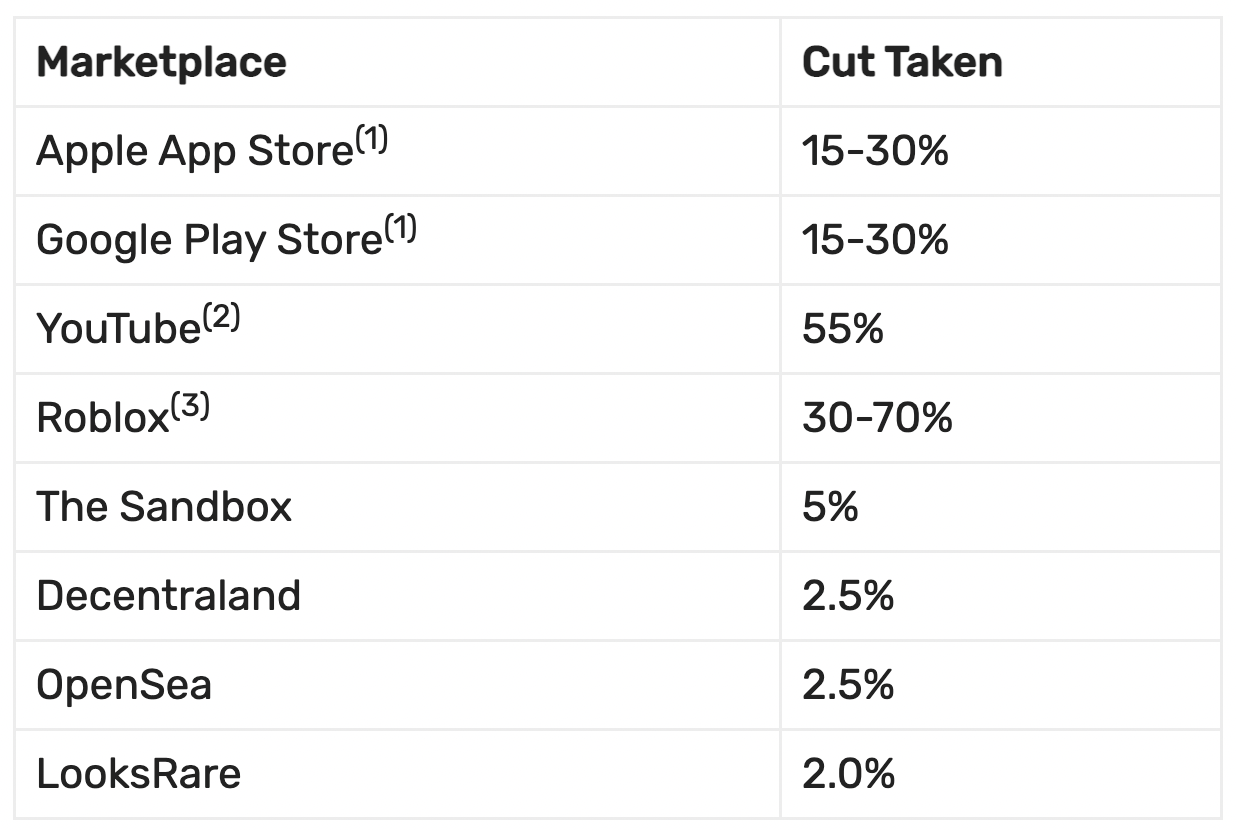 Marketplace Cut Taken
Apple App Store(1) 15-30%
Google Play Store(1) 15-30%
YouTube(2) 55%
Roblox(3) 30-70%
The Sandbox 5%
Decentraland 2.5%
OpenSea 2.5%
LooksRare 2.0%